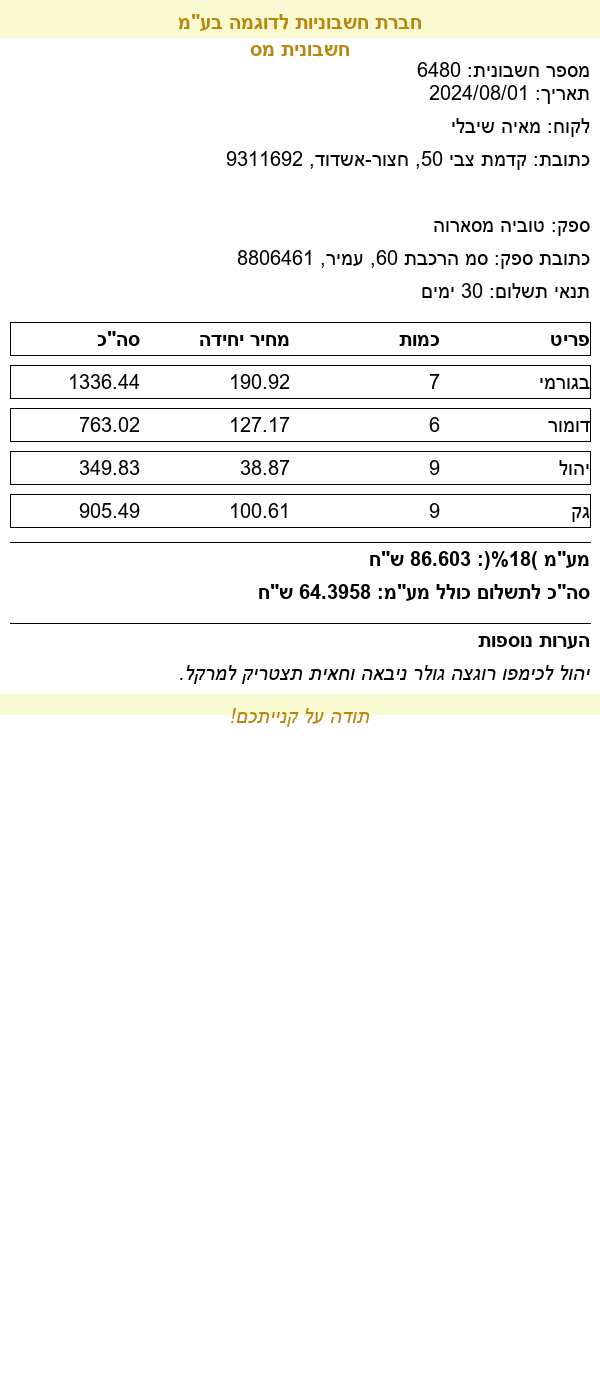 חברת חשבוניות לדוגמה בע"מ
חשבונית מס
מספר חשבונית: 6480
תאריך: 2024/08/01
לקוח: מאיה שיבלי
כתובת: קדמת צבי 50, חצור-אשדוד, 9311692
ספק: טוביה מסארוה
כתובת ספק: סמ הרכבת 60, עמיר, 8806461
תנאי תשלום: 30 ימים
פריט כמות מחיר יחידה סה"כ
בגורמי 7 190.92 1336.44
דומור 6 127.17 763.02
יהול 9 38.87 349.83
גק 9 100.61 905.49
מע"מ )18%(: 86.603 ש"ח
סה"כ לתשלום כולל מע"מ: 64.3958 ש"ח
הערות נוספות
יהול לכימפו רוגצה גולר ניבאה וחאית תצטריק למרקל.
תודה על קנייתכם!